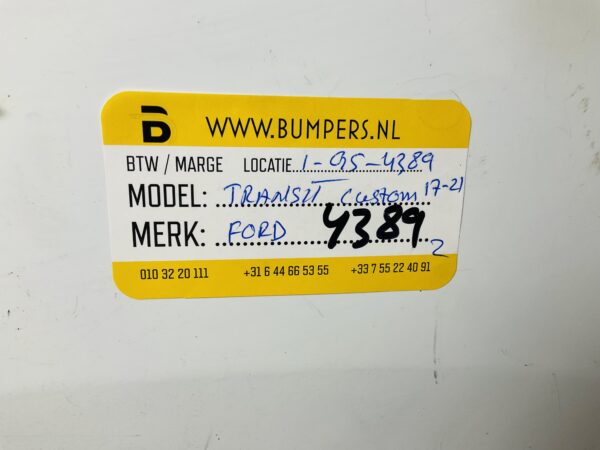 B WWW.BUMPERS.NL
BTW / MARGE LOCATIE 1-G5-4389
MODEL: TRANSIT Custom 17-21
MERK: FORD 4389 2
010 32 20 111 +31 6 44 66 53 55 +33 7 55 22 40 91